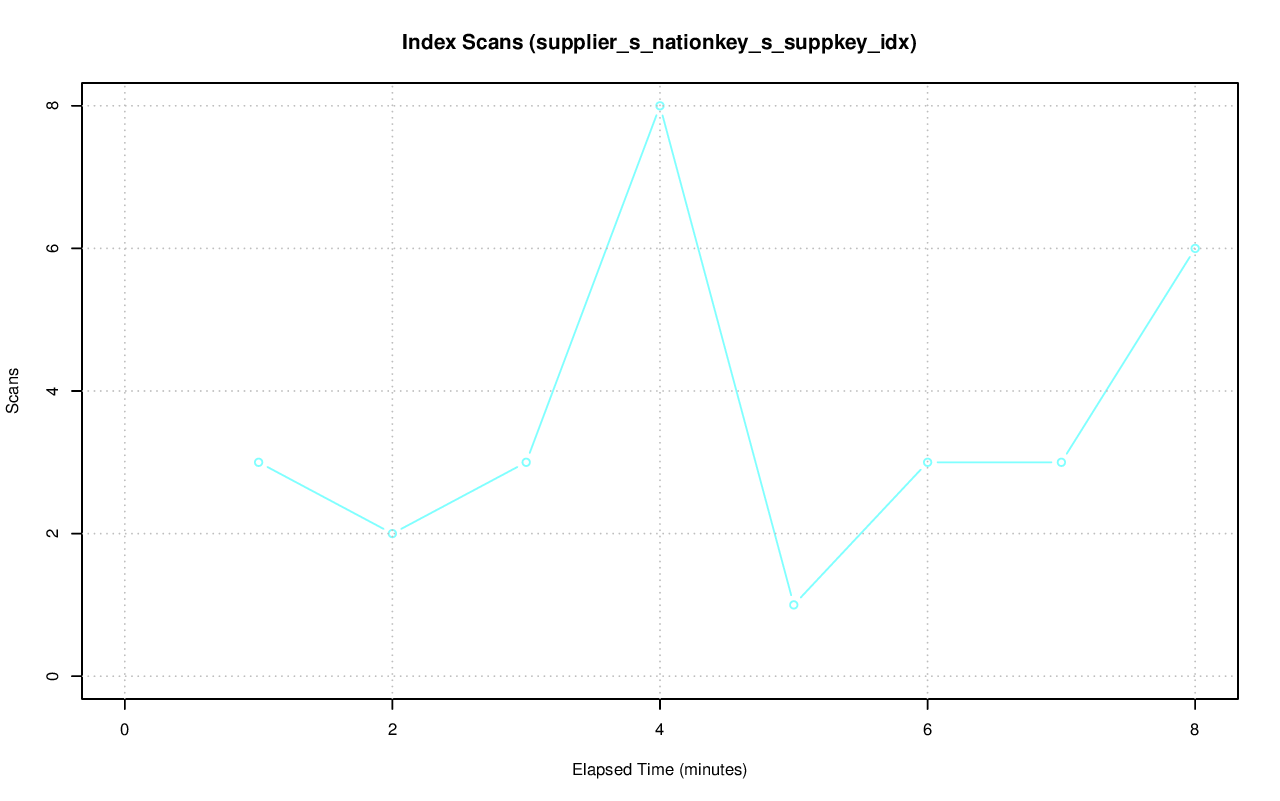 Index Scans (supplier_s_nationkey_s_suppkey_idx)
8
6
4
2
0
Scans
0 2 4 6 8
Elapsed Time (minutes)